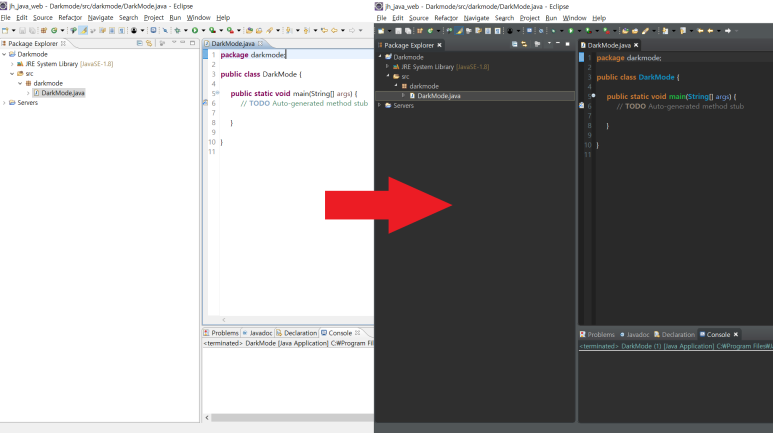 jh_java_web - Darkmode/src/darkmode/DarkMode.java - Eclipse
File Edit Source Refactor Navigate Search Project Run Window Help
Package Explorer
Darkmode
JRE System Library [JavaSE-1.8]
src
darkmode
DarkMode.java
Servers
DarkMode.java
1 package darkmode;
2
3 public class DarkMode {
4
5 public static void main(String[] args) {
6 // TODO Auto-generated method stub
7
8 }
9
10 }
11
Problems Javadoc Declaration Console
<terminated> DarkMode [Java Application] C:₩Program Fil
jh_java_web - Darkmode/src/darkmode/DarkMode.java - Eclipse
File Edit Source Refactor Navigate Search Project Run Window Help
Package Explorer
Darkmode
JRE System Library [JavaSE-1.8]
src
darkmode
DarkMode.java
Servers
DarkMode.java
1 package darkmode;
2
3 public class DarkMode {
4
5 public static void main(String[] args) {
6 // TODO Auto-generated method stub
7
8 }
9
10 }
11
Problems Javadoc Declaration Console
<terminated> DarkMode (1) [Java Application] C:₩Program Files₩J